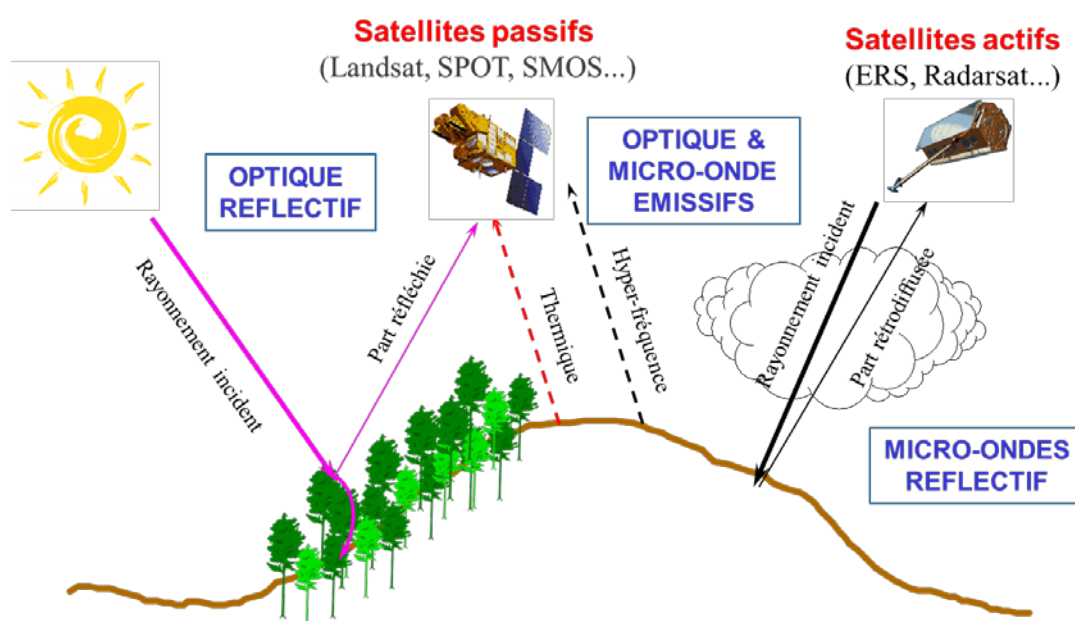 Satellites passifs
(Landsat, SPOT, SMOS...)
Satellites actifs
(ERS, Radarsat...)
OPTIQUE
REFLECTIF
OPTIQUE &
MICRO-ONDE
EMISSIFS
Rayonnement incident
Part réfléchie
Thermique
Hyper-fréquence
Rayonnement incident
Part rétrodiffusée
MICRO-ONDES
REFLECTIF